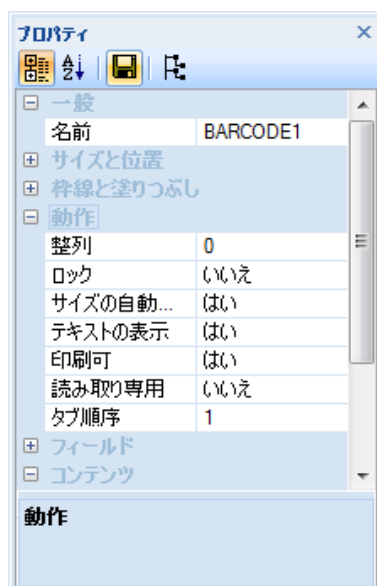 プロパティ
一般
名前 BARCODE1
サイズと位置
枠線と塗りつぶし
動作
整列 0
ロック いいえ
サイズの自動... はい
テキストの表示 はい
印刷可 はい
読み取り専用 いいえ
タブ順序 1
フィールド
コンテンツ
動作